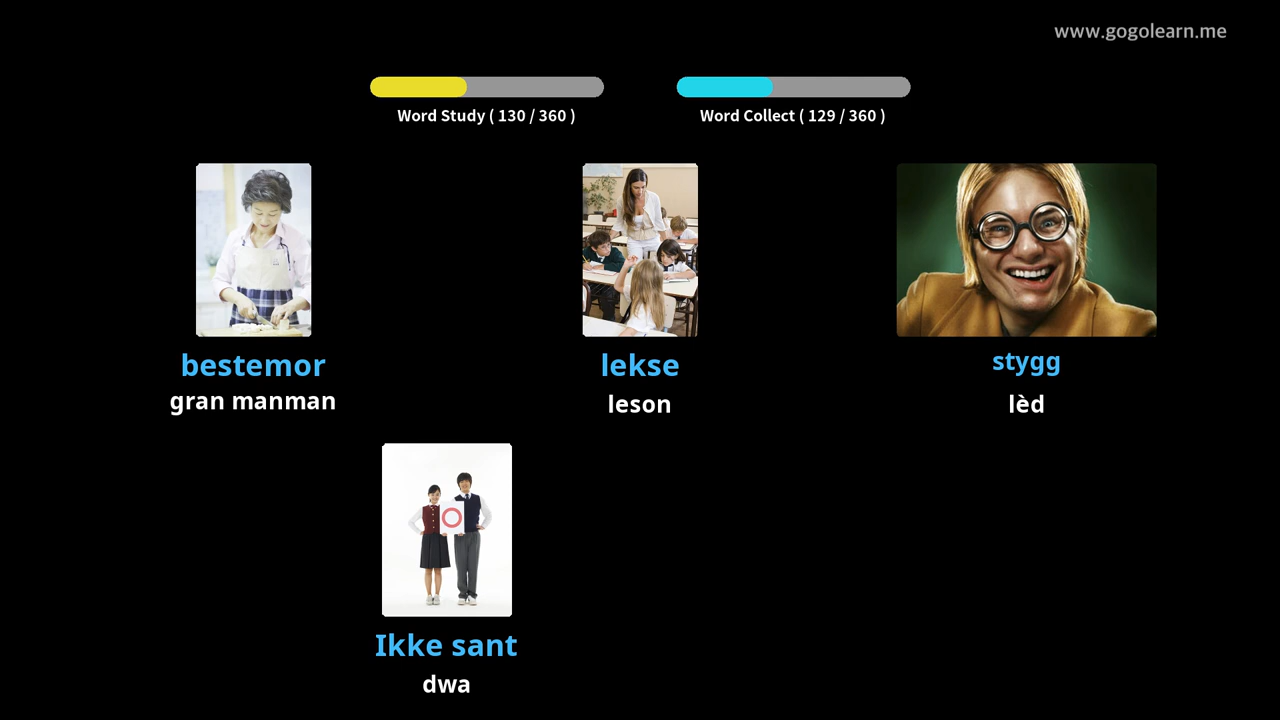 www.gogolearn.me
Word Study ( 130 / 360 )
Word Collect ( 129 / 360 )
bestemor
gran manman
lekse
leson
stygg
lèd
Ikke sant
dwa